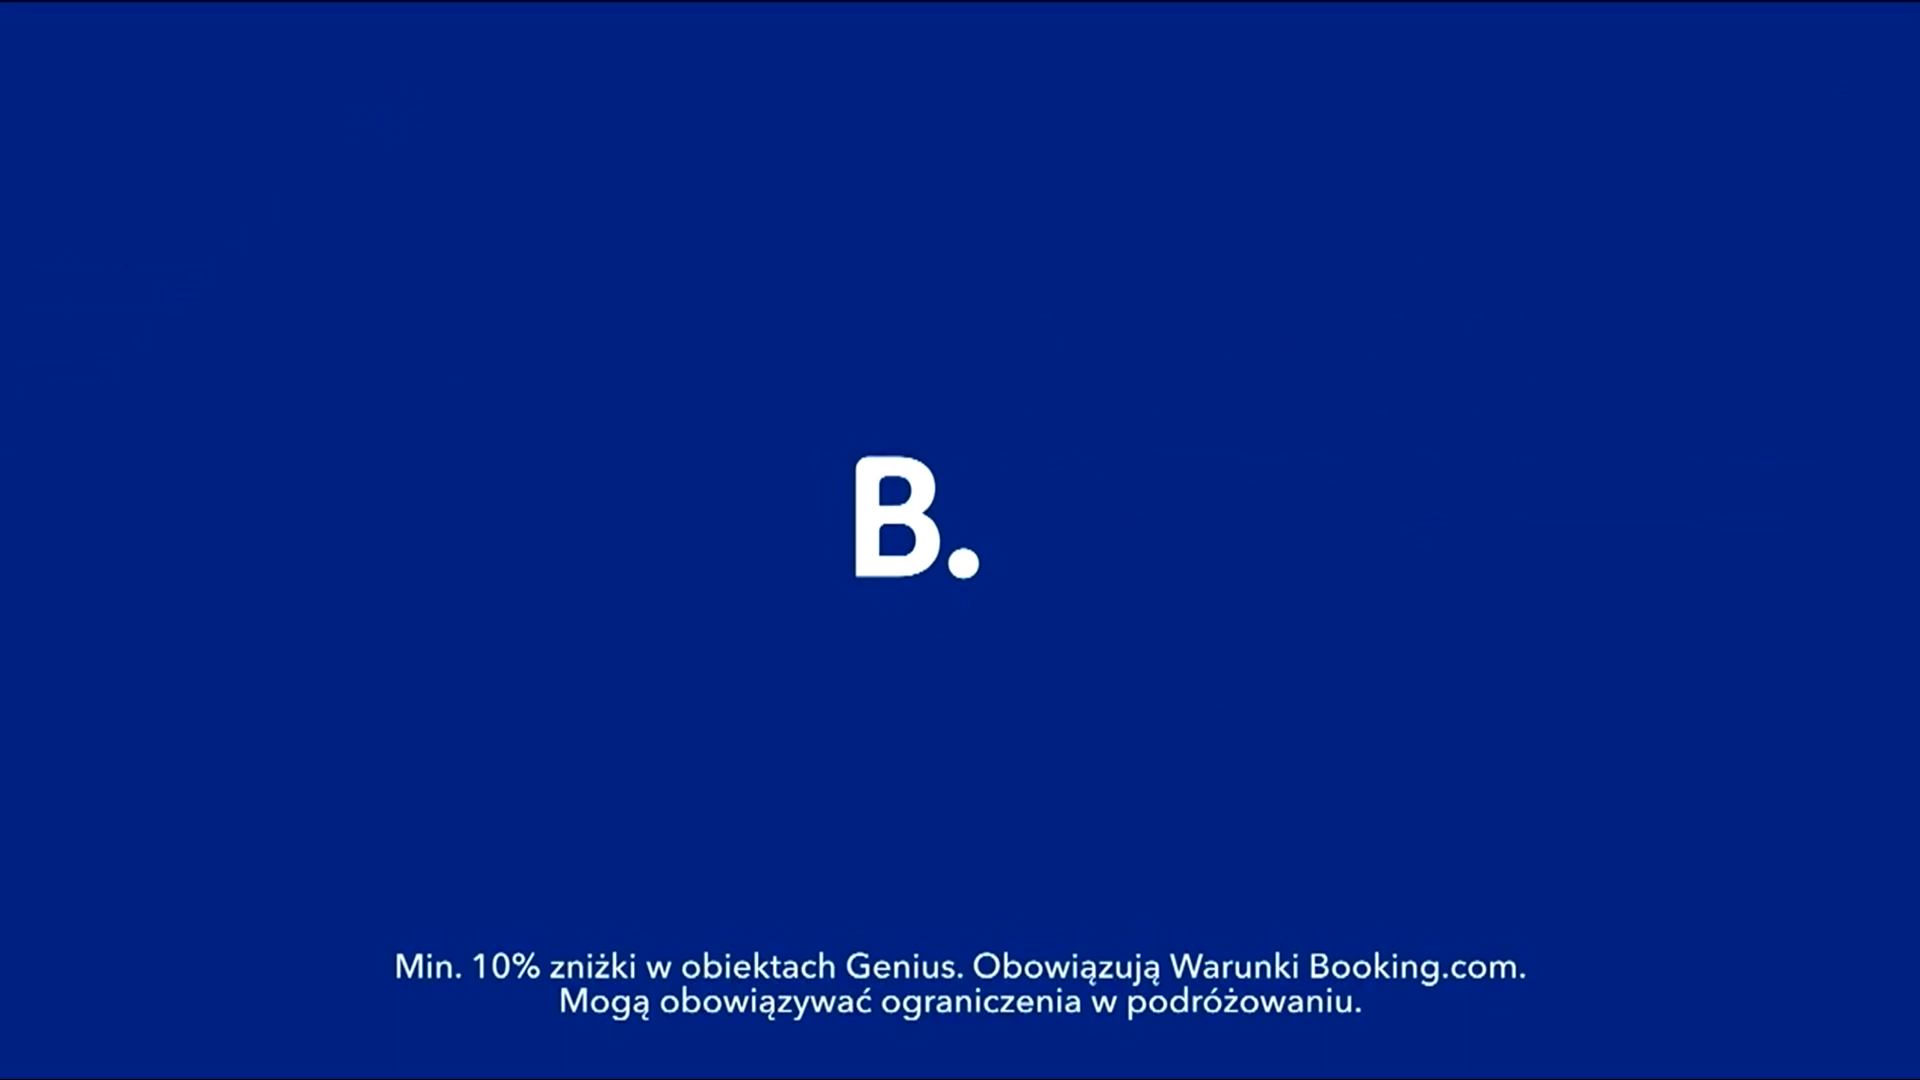 B.
Min. 10% zniżki w obiektach Genius. Obowiązują Warunki Booking.com.
Mogą obowiązywać ograniczenia w podróżowaniu.